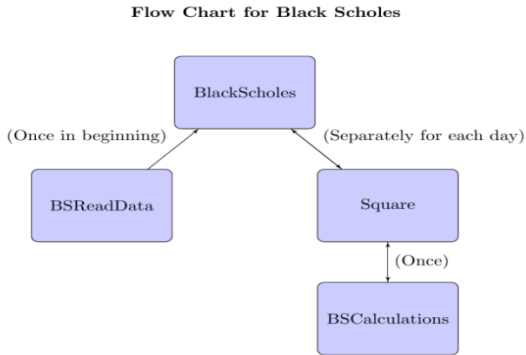 Flow Chart for Black Scholes
BlackScholes
(Once in beginning)
(Separately for each day)
BSReadData
Square
(Once)
BSCalculations